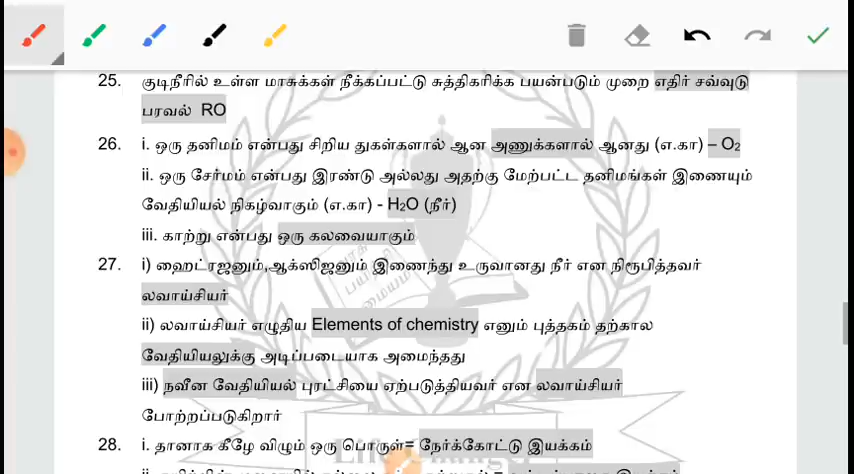 25. குடிநீரில் உள்ள மாசுக்கள் நீக்கப்பட்டு சுத்திகரிக்க பயன்படும் முறை எதிர் சவ்வுடு
பரவல் RO
26. i. ஒரு தனிமம் என்பது சிறிய துகள்களால் ஆன அணுக்களால் ஆனது (எ.கா) – O2
ii. ஒரு சேர்மம் என்பது இரண்டு அல்லது அதற்கு மேற்பட்ட தனிமங்கள் இணையும்
வேதியியல் நிகழ்வாகும் (எ.கா) - H2O (நீர்)
iii. காற்று என்பது ஒரு கலவையாகும்
27. i) ஹைட்ரஜனும்,ஆக்ஸிஜனும் இணைந்து உருவானது நீர் என நிரூபித்தவர்
லவாய்சியர்
ii) லவாய்சியர் எழுதிய Elements of chemistry எனும் புத்தகம் தற்கால
வேதியியலுக்கு அடிப்படையாக அமைந்தது
iii) நவீன வேதியியல் புரட்சியை ஏற்படுத்தியவர் என லவாய்சியர்
போற்றப்படுகிறார்
28. i. தானாக கீழே விழும் ஒரு பொருள்= நேர்க்கோட்டு இயக்கம்